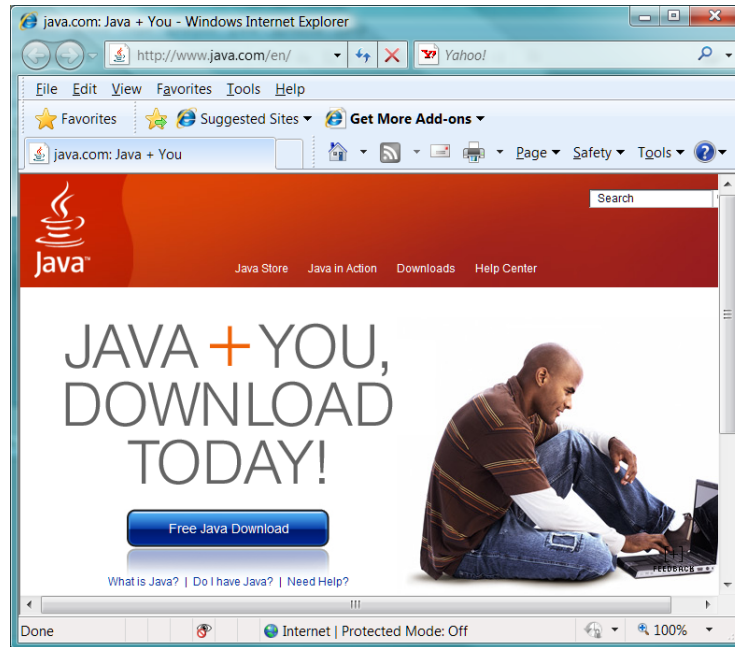 java.com: Java + You - Windows Internet Explorer
http://www.java.com/en/ Yahoo!
File Edit View Favorites Tools Help
Favorites Suggested Sites Get More Add-ons
java.com: Java + You Page Safety Tools
Search
Java™
Java Store Java in Action Downloads Help Center
JAVA + YOU,
DOWNLOAD
TODAY!
Free Java Download
[+]
FEEDBACK
What is Java? | Do I have Java? | Need Help?
Done Internet | Protected Mode: Off 100%